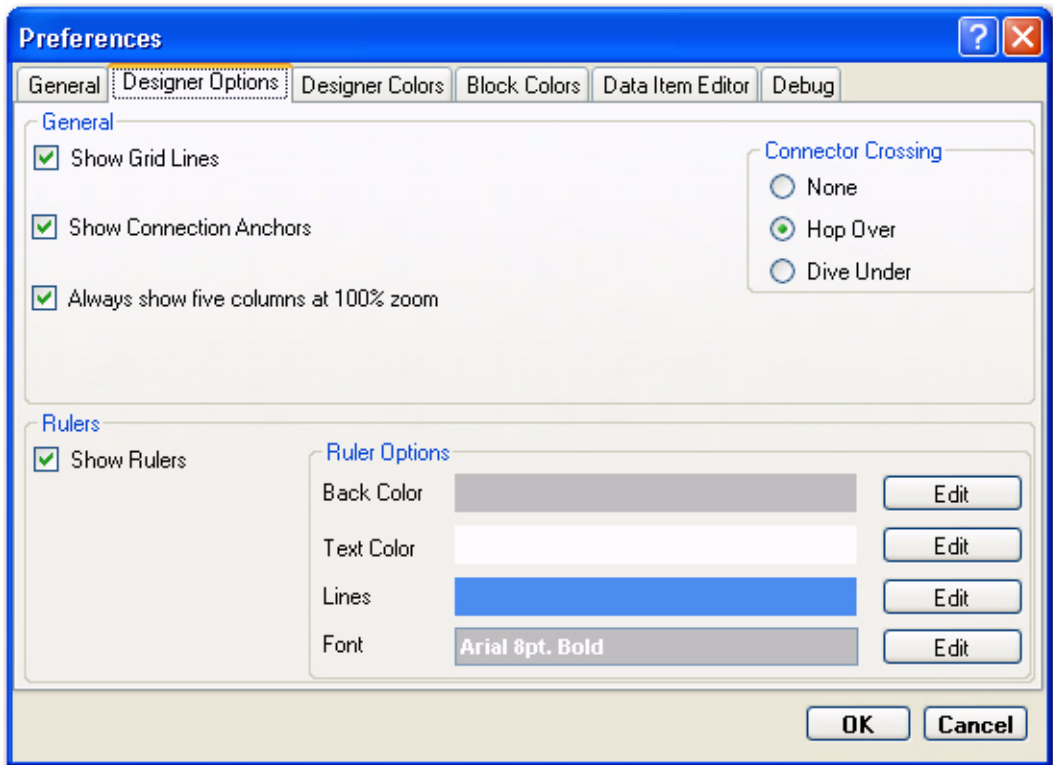 Preferences
General Designer Options Designer Colors Block Colors Data Item Editor Debug
General
Show Grid Lines
Show Connection Anchors
Always show five columns at 100% zoom
Connector Crossing
None
Hop Over
Dive Under
Rulers
Show Rulers
Ruler Options
Back Color Edit
Text Color Edit
Lines Edit
Font Arial 8pt. Bold Edit
OK Cancel